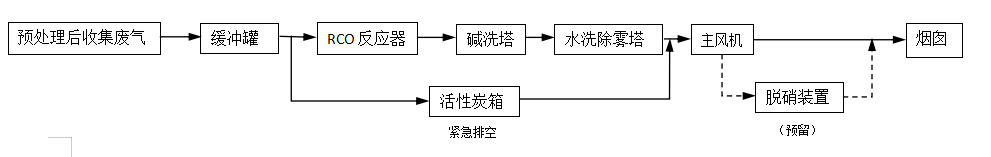 预处理后收集废气
缓冲罐
RCO反应器
碱洗塔
水洗除雾塔
主风机
烟囱
活性炭箱
紧急排空
脱硝装置
（预留）